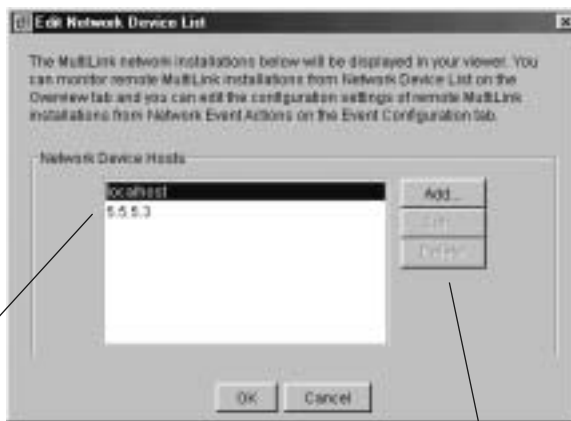 Edit Network Device List
The MultiLink network installations below will be displayed in your viewer. You
can monitor remote MultiLink installations from Network Device List on the
Overview tab and you can edit the configuration settings of remote MultiLink
installations from Network Event Actions on the Event Configuration tab.
Network Device Hosts
localhost
5.5.5.3
Add...
Edit...
Delete
OK
Cancel